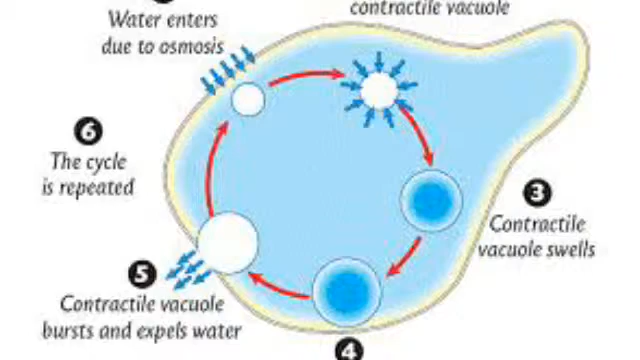 Water enters
due to osmosis
contractile vacuole
6
The cycle
is repeated
3
Contractile
vacuole swells
5
Contractile vacuole
bursts and expels water
4